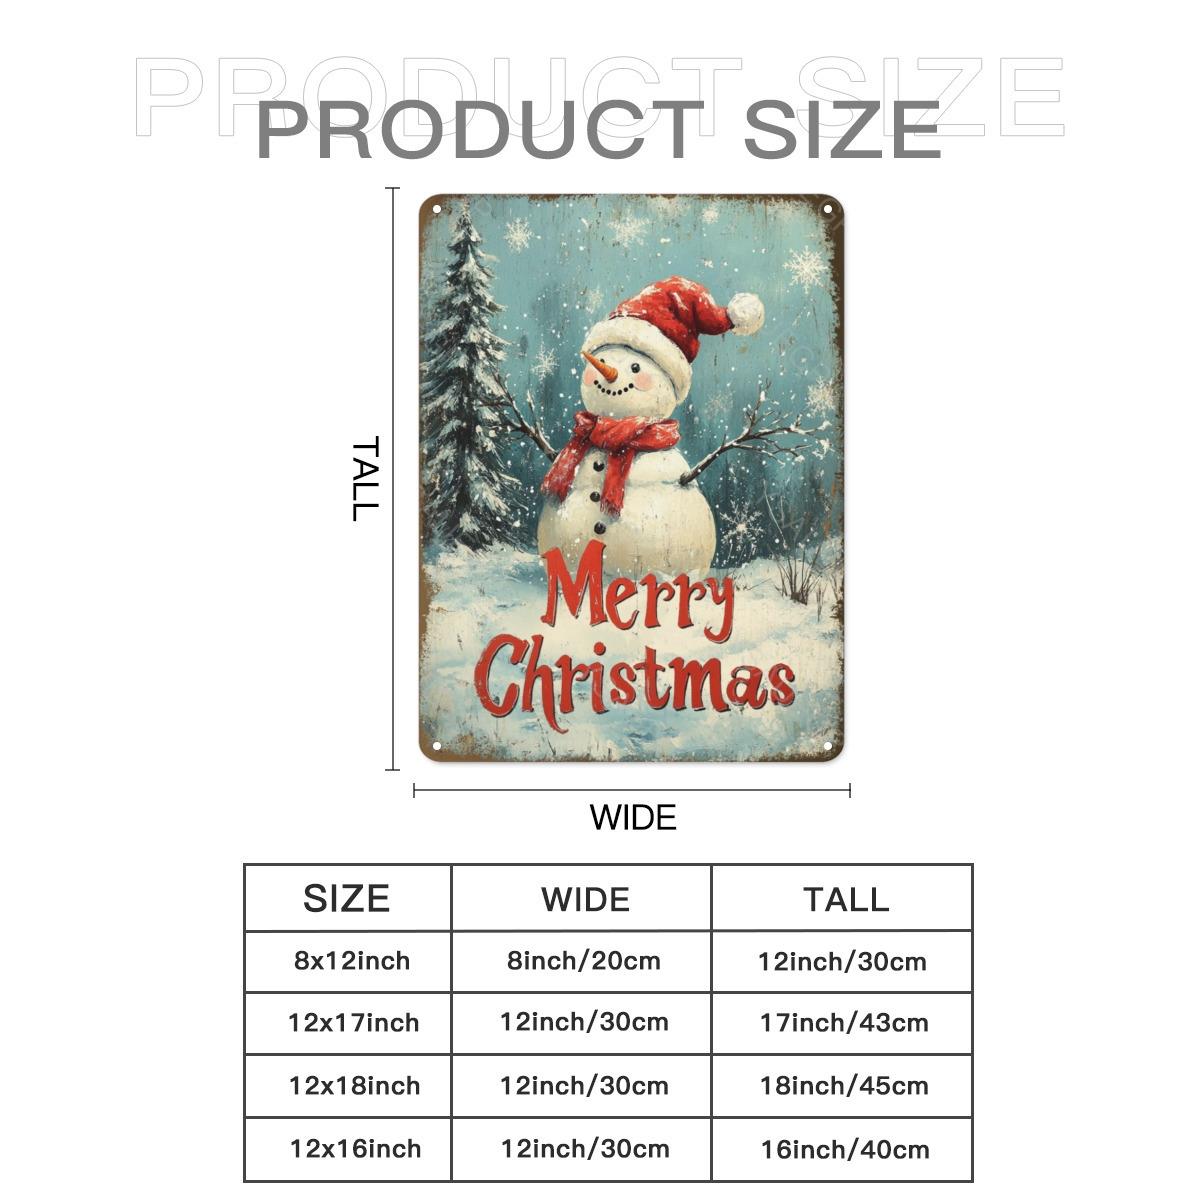 PRODUCT SIZE
PRODUCT SIZE
TALL
Merry
Christmas
WIDE
SIZE WIDE TALL
8x12inch 8inch/20cm 12inch/30cm
12x17inch 12inch/30cm 17inch/43cm
12x18inch 12inch/30cm 18inch/45cm
12x16inch 12inch/30cm 16inch/40cm